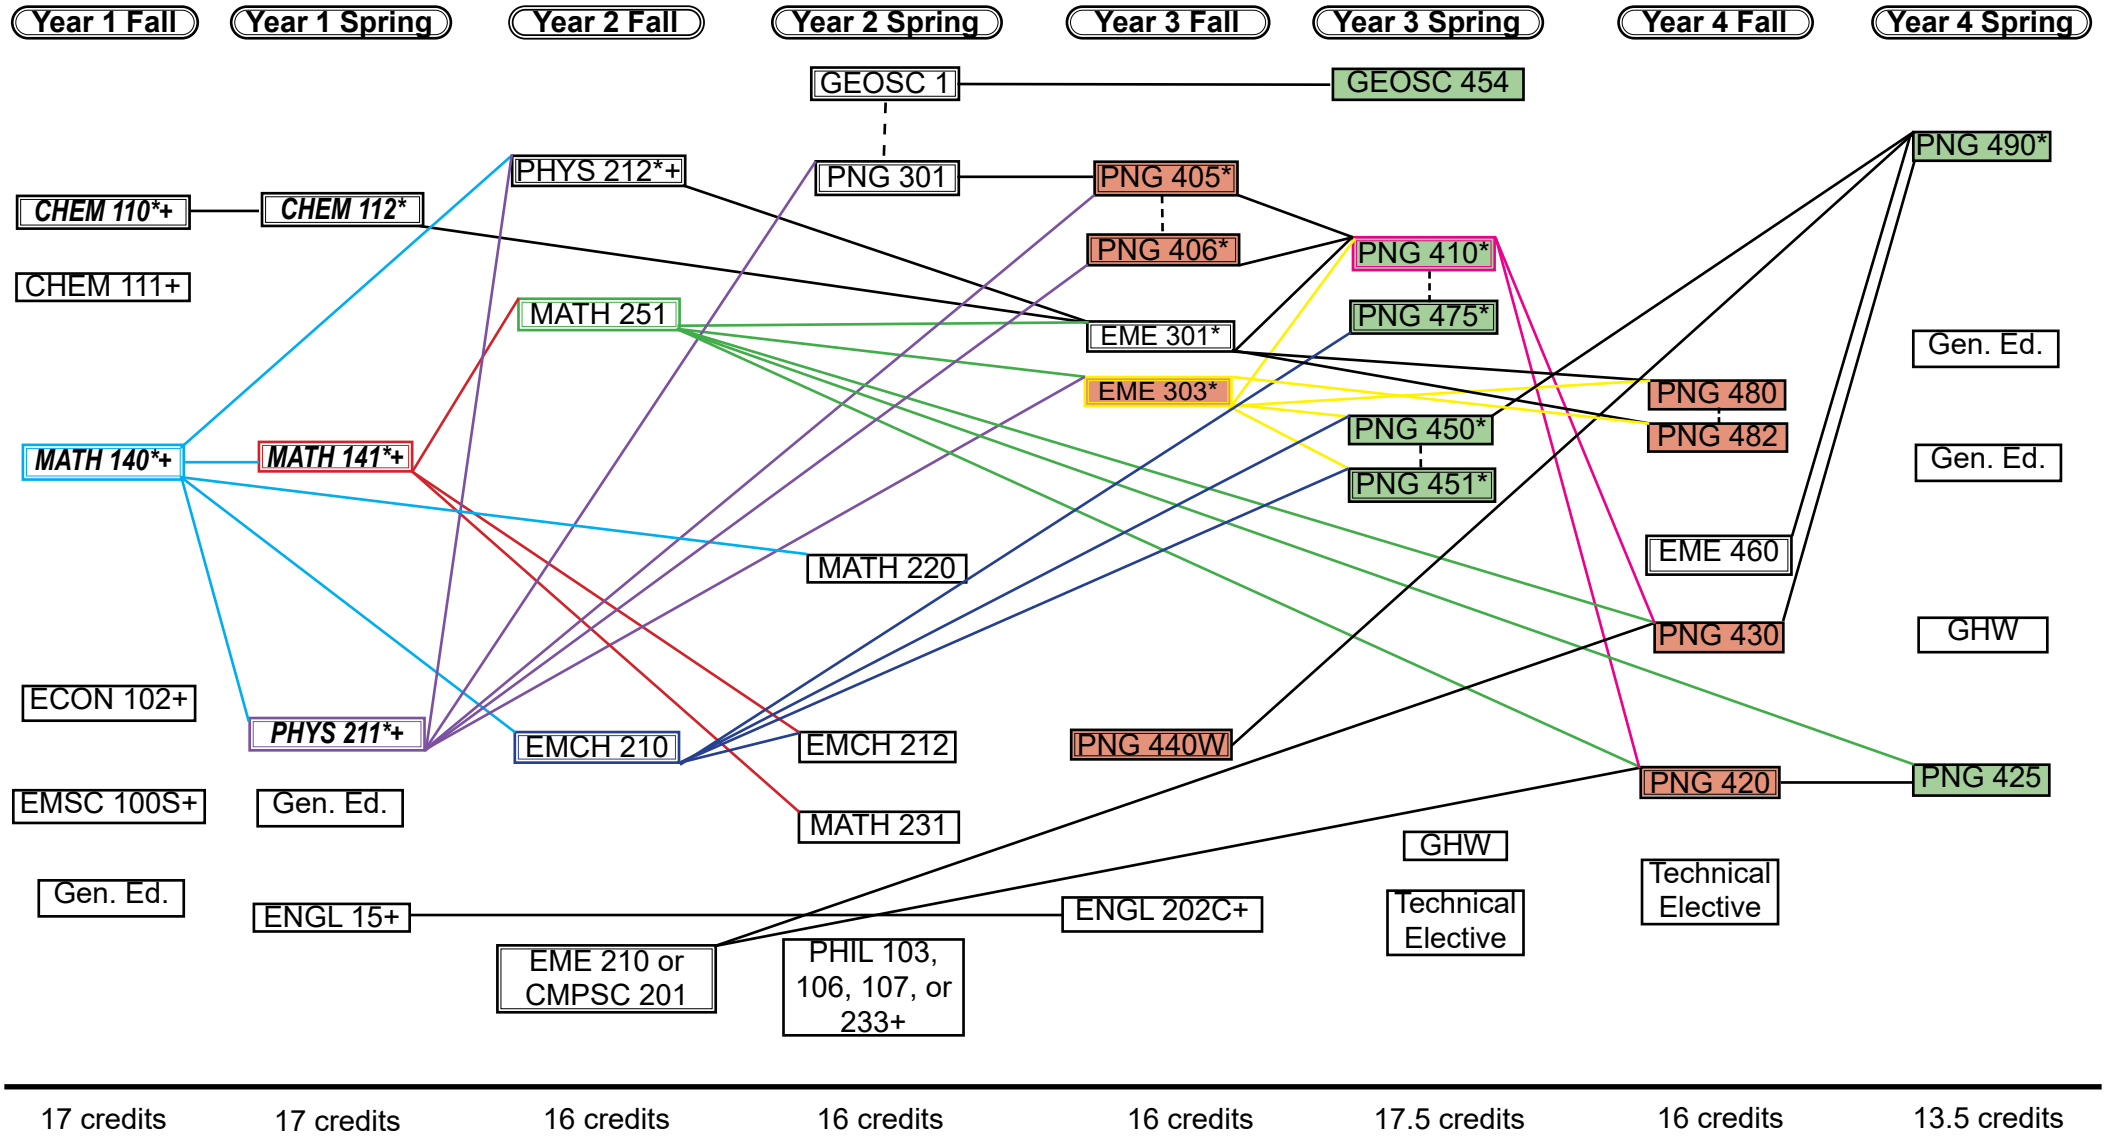 Year 1 Fall
Year 1 Spring
Year 2 Fall
Year 2 Spring
Year 3 Fall
Year 3 Spring
Year 4 Fall
Year 4 Spring
CHEM 110*+
CHEM 111+
MATH 140*+
ECON 102+
EMSC 100S+
Gen. Ed.
CHEM 112*
MATH 141*+
PHYS 211*+
Gen. Ed.
ENGL 15+
PHYS 212*+
MATH 251
EMCH 210
EME 210 or
CMPSC 201
GEOSC 1
PNG 301
MATH 220
EMCH 212
MATH 231
PHIL 103,
106, 107, or
233+
PNG 405*
PNG 406*
EME 301*
EME 303*
PNG 440W
ENGL 202C+
GEOSC 454
PNG 410*
PNG 475*
PNG 450*
PNG 451*
GHW
Technical
Elective
PNG 480
PNG 482
EME 460
PNG 430
PNG 420
Technical
Elective
PNG 490*
Gen. Ed.
Gen. Ed.
GHW
PNG 425
17 credits
17 credits
16 credits
16 credits
16 credits
17.5 credits
16 credits
13.5 credits